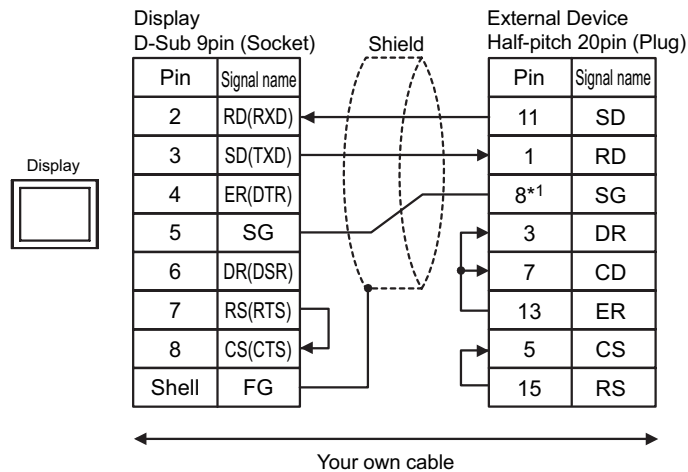 Display External Device
D-Sub 9pin (Socket) Shield Half-pitch 20pin (Plug)
Pin Signal name Pin Signal name
2 RD(RXD) 11 SD
Display 3 SD(TXD) 1 RD
4 ER(DTR) 8*1 SG
5 SG 3 DR
6 DR(DSR) 7 CD
7 RS(RTS) 13 ER
8 CS(CTS) 5 CS
Shell FG 15 RS
Your own cable